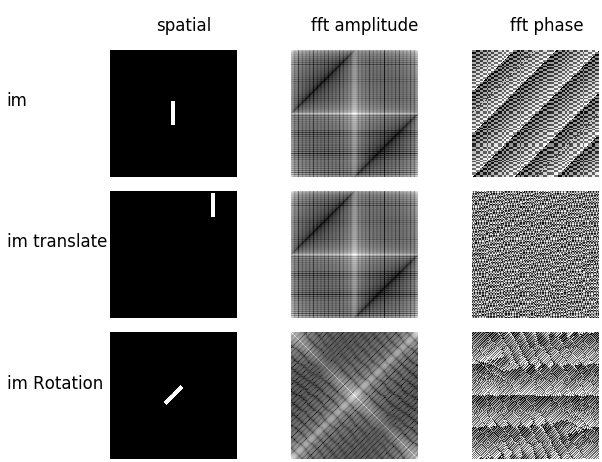 spatial fft amplitude fft phase
im
im translate
im Rotation